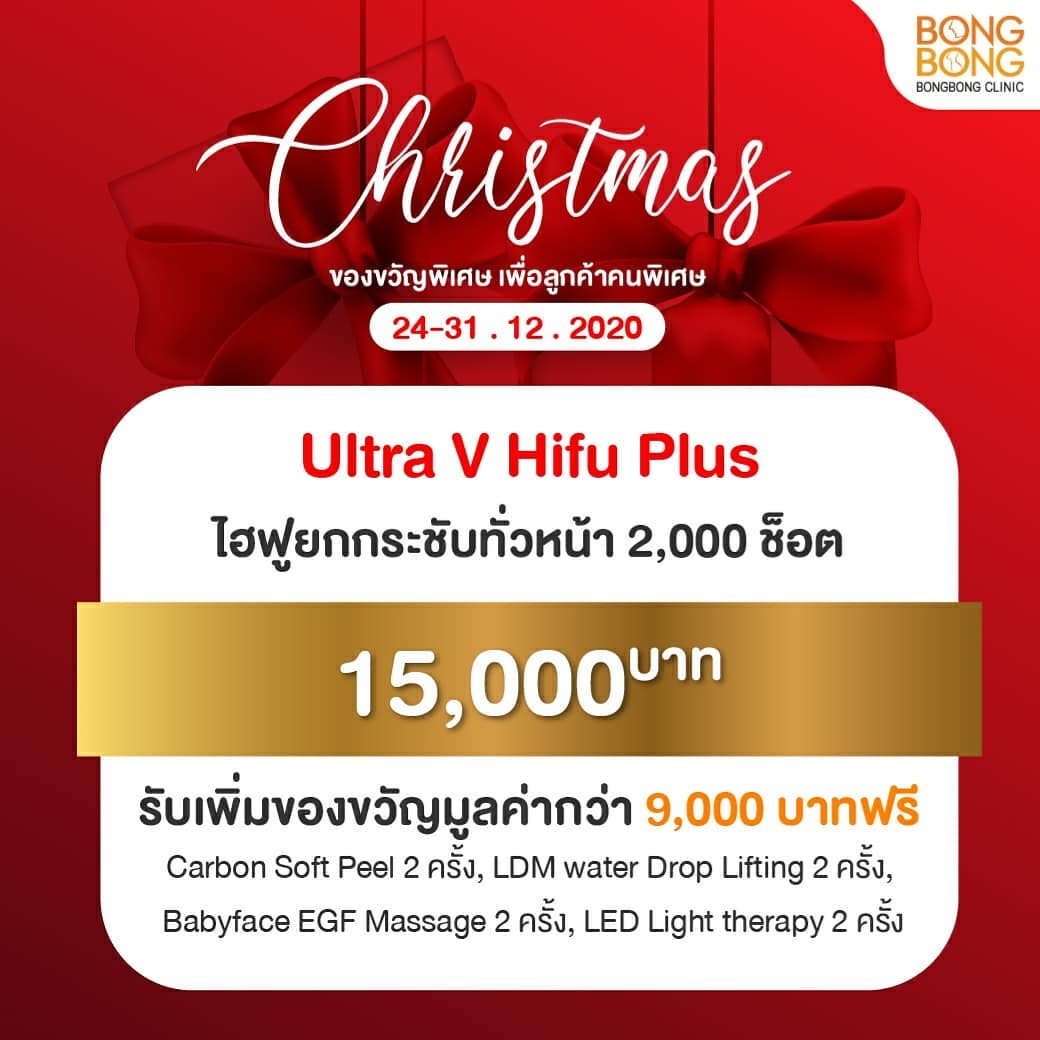 BONG
BONG
BONGBONG CLINIC
Christmas
ของขวัญพิเศษ เพื่อลูกค้าคนพิเศษ
24-31 . 12 . 2020
Ultra V Hifu Plus
ไฮฟูยกกระชับทั่วหน้า 2,000 ช็อต
15,000บาท
รับเพิ่มของขวัญมูลค่ากว่า 9,000 บาทฟรี
Carbon Soft Peel 2 ครั้ง, LDM water Drop Lifting 2 ครั้ง,
Babyface EGF Massage 2 ครั้ง, LED Light therapy 2 ครั้ง